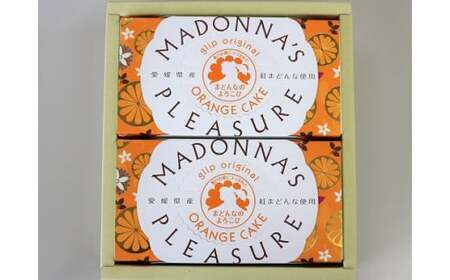 MADONNA'S
glip original
愛媛県産
まどんなの
よろこび
紅まどんな使用
ORANGE CAKE
PLEASURE
MADONNA'S
glip original
愛媛県産
まどんなの
よろこび
紅まどんな使用
ORANGE CAKE
PLEASURE